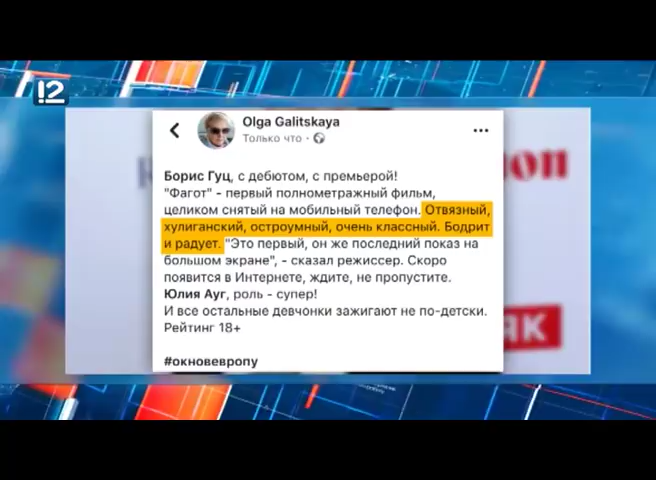 12
Olga Galitskaya
Только что
Борис Гуц, с дебютом, с премьерой!
"Фагот" - первый полнометражный фильм,
целиком снятый на мобильный телефон. Отвязный,
хулиганский, остроумный, очень классный. Бодрит
и радует. "Это первый, он же последний показ на
большом экране", - сказал режиссер. Скоро
появится в Интернете, ждите, не пропустите.
Юлия Ауг, роль - супер!
И все остальные девчонки зажигают не по-детски.
Рейтинг 18+
#окновевропу